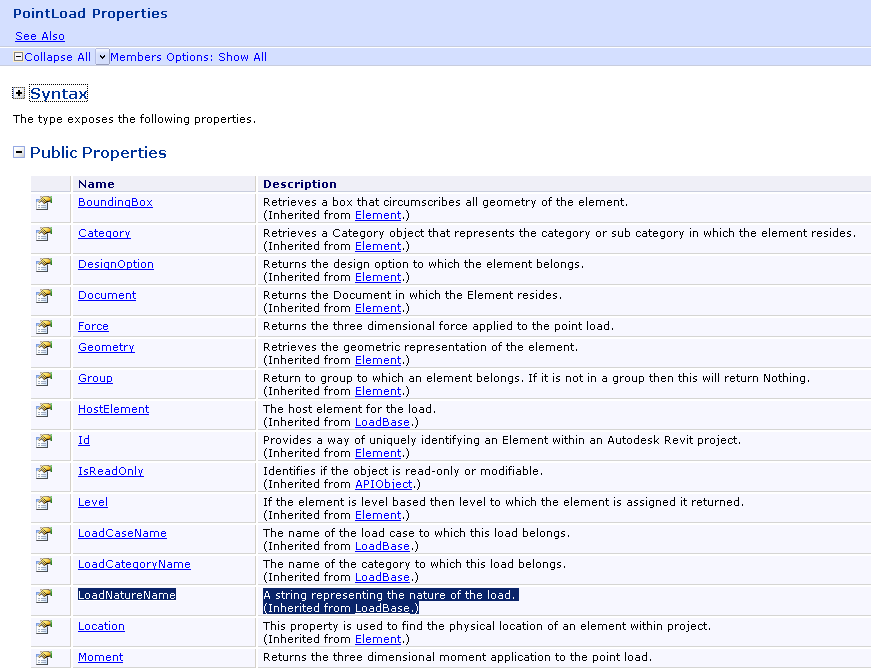 PointLoad Properties
See Also
Collapse All Members Options: Show All
Syntax
The type exposes the following properties.
Public Properties
Name Description
BoundingBox Retrieves a box that circumscribes all geometry of the element.
(Inherited from Element.)
Category Retrieves a Category object that represents the category or sub category in which the element resides.
(Inherited from Element.)
DesignOption Returns the design option to which the element belongs.
(Inherited from Element.)
Document Returns the Document in which the Element resides.
(Inherited from Element.)
Force Returns the three dimensional force applied to the point load.
Geometry Retrieves the geometric representation of the element.
(Inherited from Element.)
Group Return to group to which an element belongs. If it is not in a group then this will return Nothing.
(Inherited from Element.)
HostElement The host element for the load.
(Inherited from LoadBase.)
Id Provides a way of uniquely identifying an Element within an Autodesk Revit project.
(Inherited from Element.)
IsReadOnly Identifies if the object is read-only or modifiable.
(Inherited from APIObject.)
Level If the element is level based then level to which the element is assigned it returned.
(Inherited from Element.)
LoadCaseName The name of the load case to which this load belongs.
(Inherited from LoadBase.)
LoadCategoryName The name of the category to which this load belongs.
(Inherited from LoadBase.)
LoadNatureName A string representing the nature of the load.
(Inherited from LoadBase.)
Location This property is used to find the physical location of an element within project.
(Inherited from Element.)
Moment Returns the three dimensional moment application to the point load.